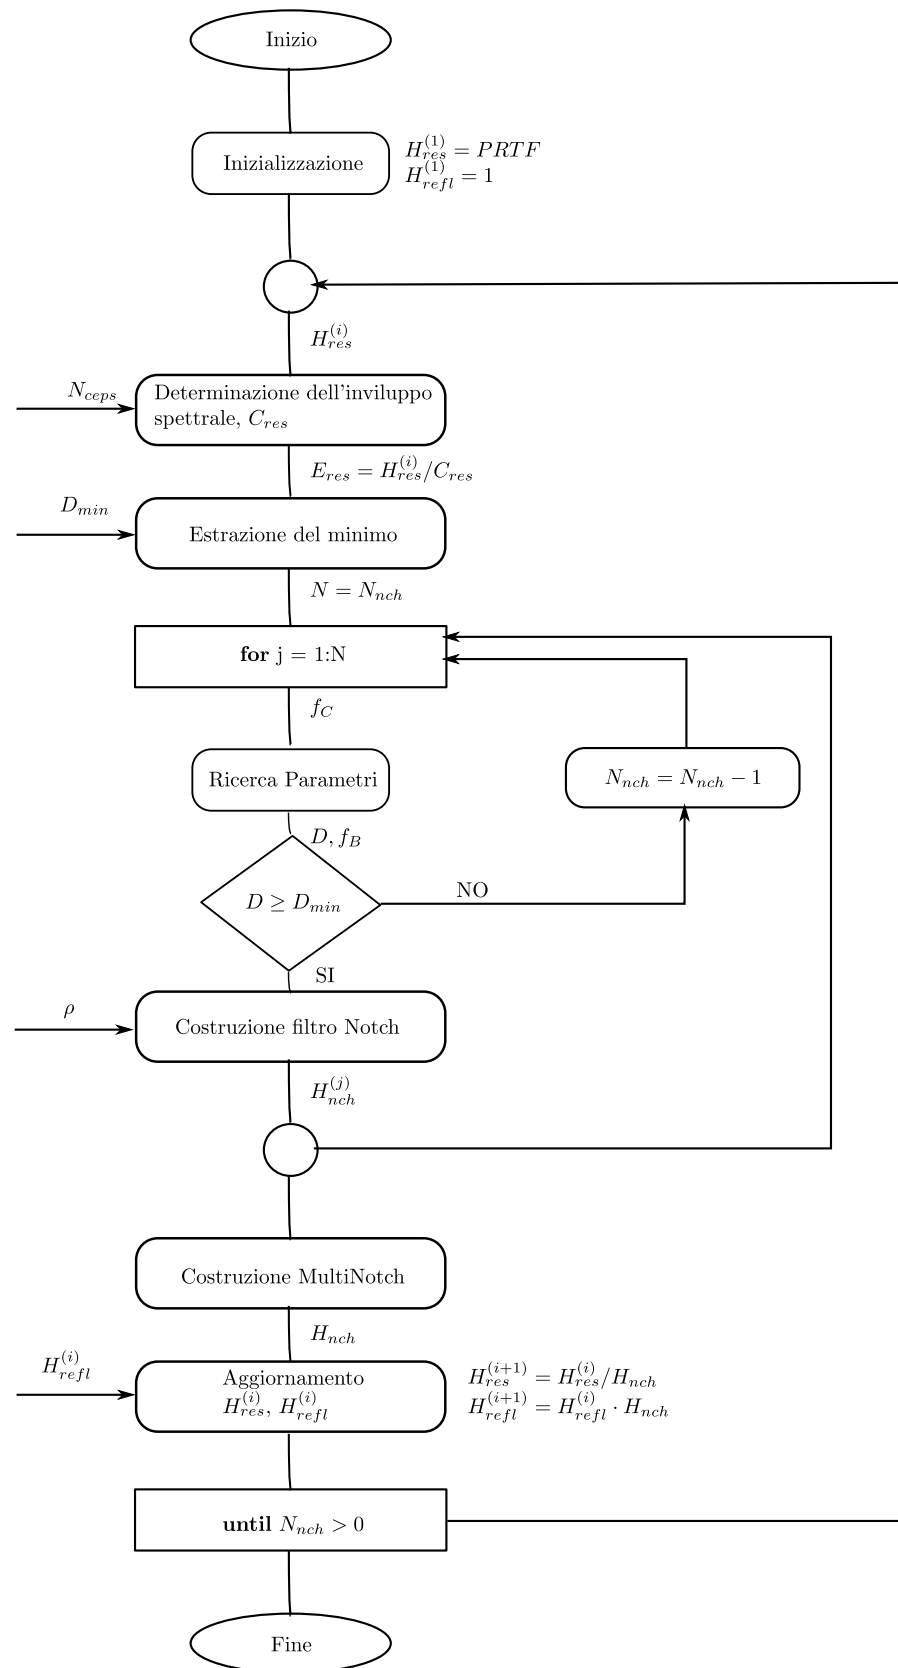 Inizio
Inizializzazione
$H_{res}^{(1)} = PRTF$
$H_{refl}^{(1)} = 1$
$H_{res}^{(i)}$
$N_{ceps}$
Determinazione dell'inviluppo
spettrale, $C_{res}$
$E_{res} = H_{res}^{(i)}/C_{res}$
$D_{min}$
Estrazione del minimo
$N = N_{nch}$
for j = 1:N
$f_C$
Ricerca Parametri
$N_{nch} = N_{nch} - 1$
$D, f_B$
$D \geq D_{min}$
NO
SI
$\rho$
Costruzione filtro Notch
$H_{nch}^{(j)}$
Costruzione MultiNotch
$H_{nch}$
$H_{refl}^{(i)}$
Aggiornamento
$H_{res}^{(i)}$, $H_{refl}^{(i)}$
$H_{res}^{(i+1)} = H_{res}^{(i)}/H_{nch}$
$H_{refl}^{(i+1)} = H_{refl}^{(i)} \cdot H_{nch}$
until $N_{nch} > 0$
Fine